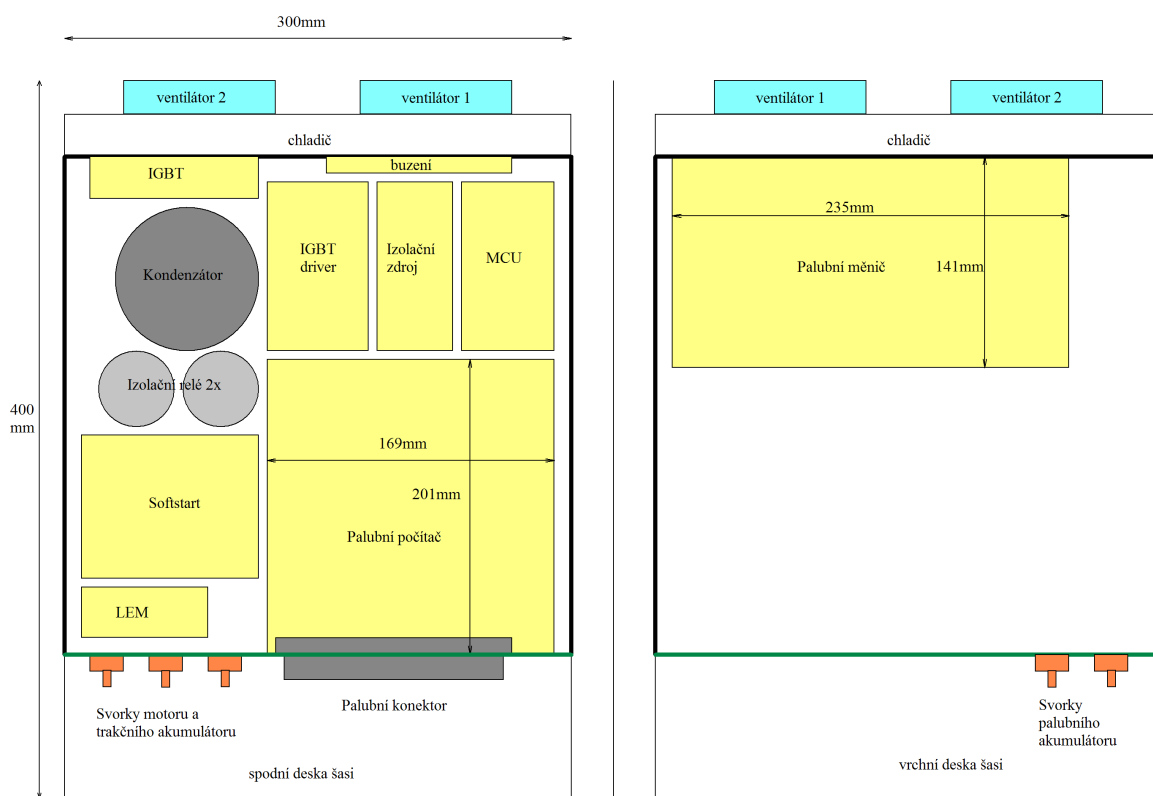 300mm
ventilátor 2
ventilátor 1
chladič
IGBT
buzení
Kondenzátor
IGBT
driver
Izolační
zdroj
MCU
Izolační relé 2x
400
mm
169mm
201mm
Softstart
Palubní počítač
LEM
Svorky motoru a
trakčního akumulátoru
Palubní konektor
spodní deska šasi
ventilátor 1
ventilátor 2
chladič
235mm
Palubní měnič
141mm
Svorky
palubního
akumulátoru
vrchní deska šasi